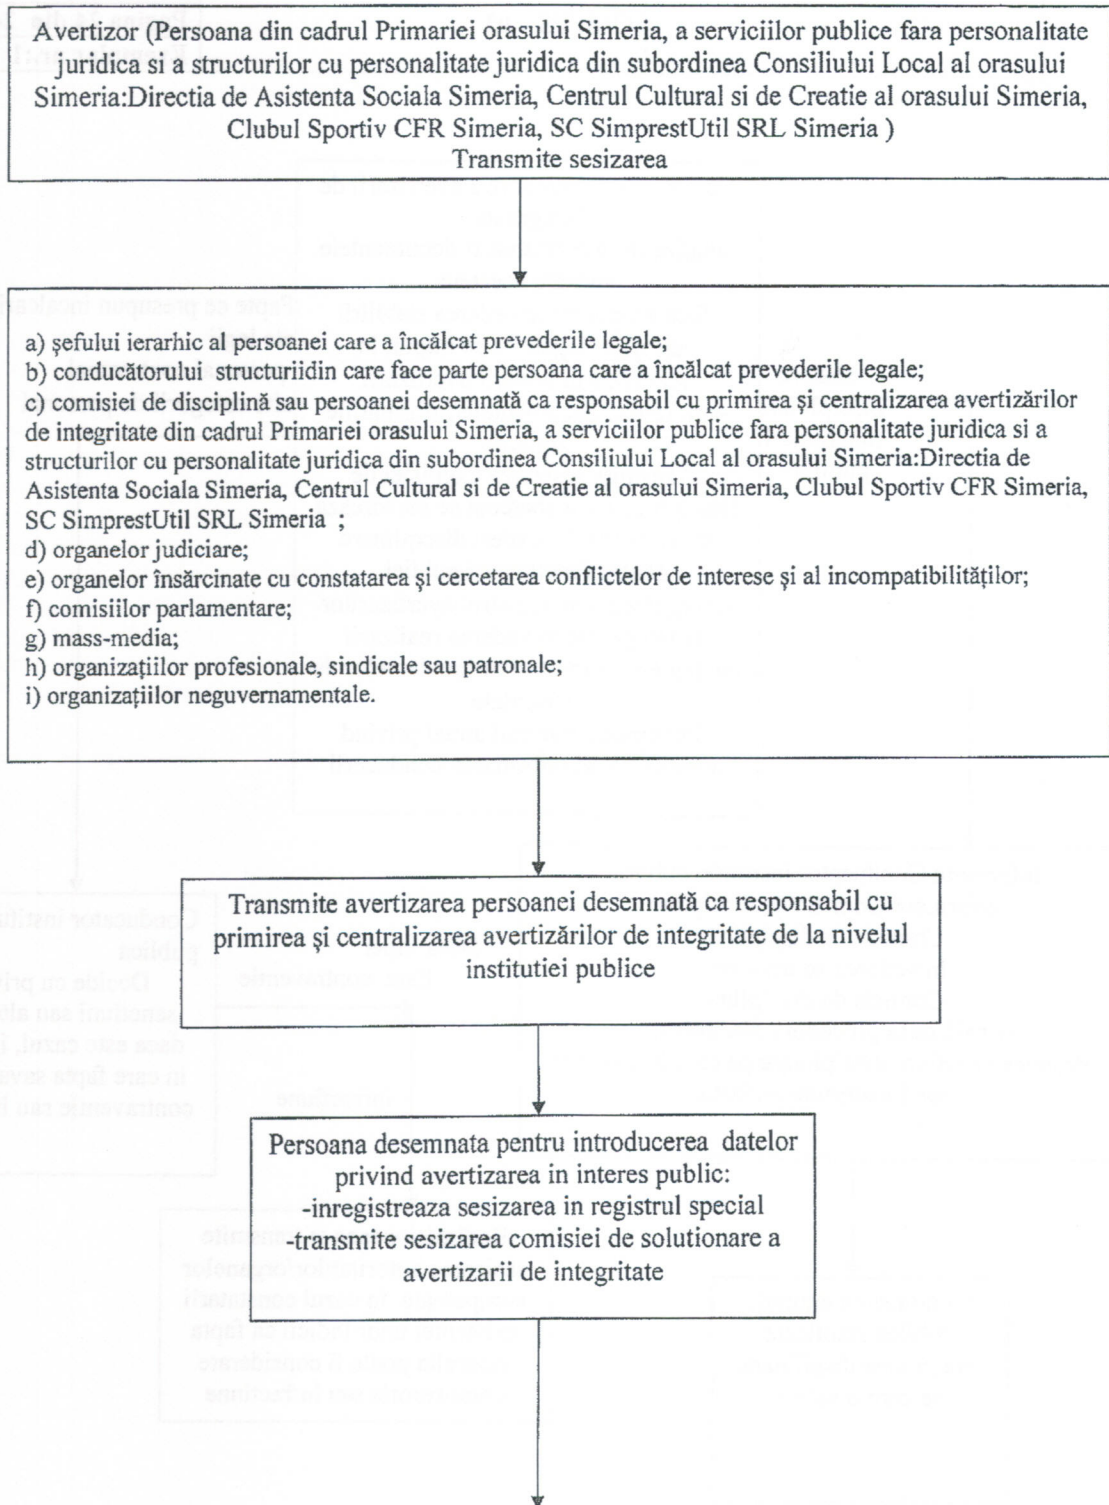 Avertizor (Persoana din cadrul Primariei orasului Simeria, a serviciilor publice fara personalitate
juridica si a structurilor cu personalitate juridica din subordinea Consiliului Local al orasului
Simeria:Directia de Asistenta Sociala Simeria, Centrul Cultural si de Creatie al orasului Simeria,
Clubul Sportiv CFR Simeria, SC SimprestUtil SRL Simeria )
Transmite sesizarea
a) şefului ierarhic al persoanei care a încălcat prevederile legale;
b) conducătorului structuriidin care face parte persoana care a încălcat prevederile legale;
c) comisiei de disciplină sau persoanei desemnată ca responsabil cu primirea şi centralizarea avertizărilor
de integritate din cadrul Primariei orasului Simeria, a serviciilor publice fara personalitate juridica si a
structurilor cu personalitate juridica din subordinea Consiliului Local al orasului Simeria:Directia de
Asistenta Sociala Simeria, Centrul Cultural si de Creatie al orasului Simeria, Clubul Sportiv CFR Simeria,
SC SimprestUtil SRL Simeria ;
d) organelor judiciare;
e) organelor însărcinate cu constatarea şi cercetarea conflictelor de interese şi al incompatibilităţilor;
f) comisiilor parlamentare;
g) mass-media;
h) organizaţiilor profesionale, sindicale sau patronale;
i) organizaţiilor neguvernamentale.
Transmite avertizarea persoanei desemnată ca responsabil cu
primirea şi centralizarea avertizărilor de integritate de la nivelul
institutiei publice
Persoana desemnata pentru introducerea datelor
privind avertizarea in interes public:
-inregistreaza sesizarea in registrul special
-transmite sesizarea comisiei de solutionare a
avertizarii de integritate